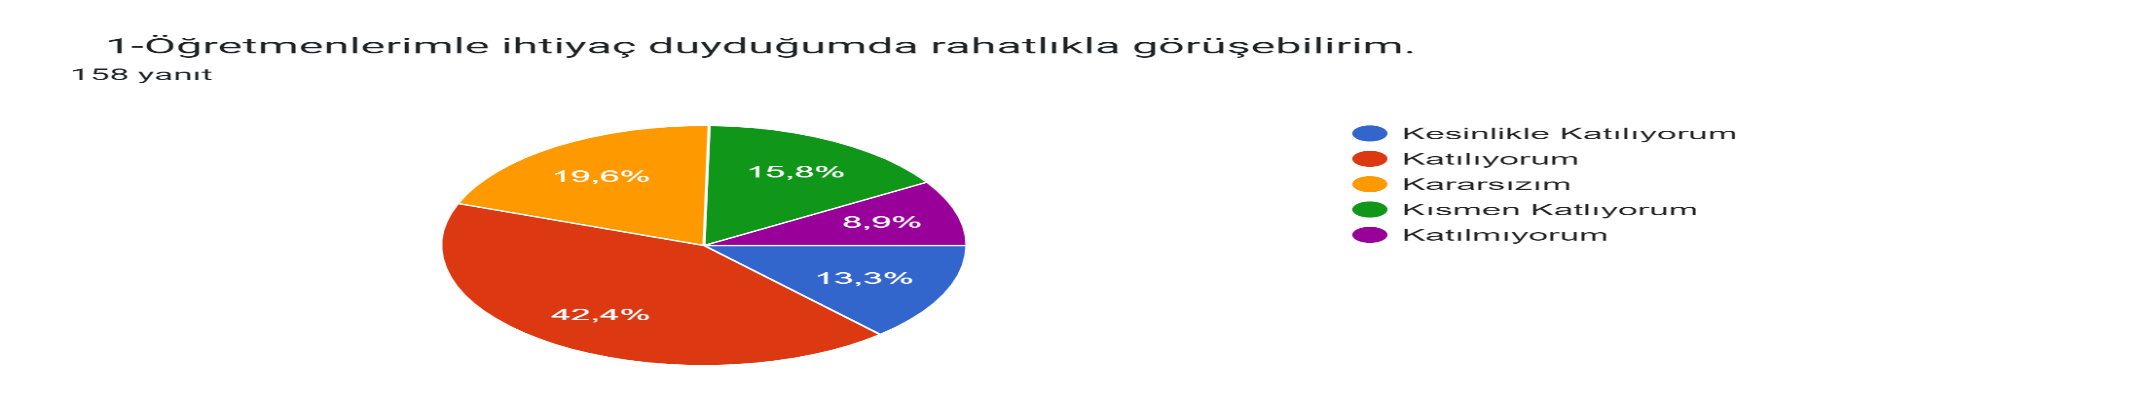 1-Öğretmenlerimle ihtiyaç duyduğumda rahatlıkla görüşebilirim.
158 yanıt
Kesinlikle Katılıyorum
Katılıyorum
Kararsızım
Kısmen Katlıyorum
Katılmıyorum
19,6%
15,8%
8,9%
13,3%
42,4%